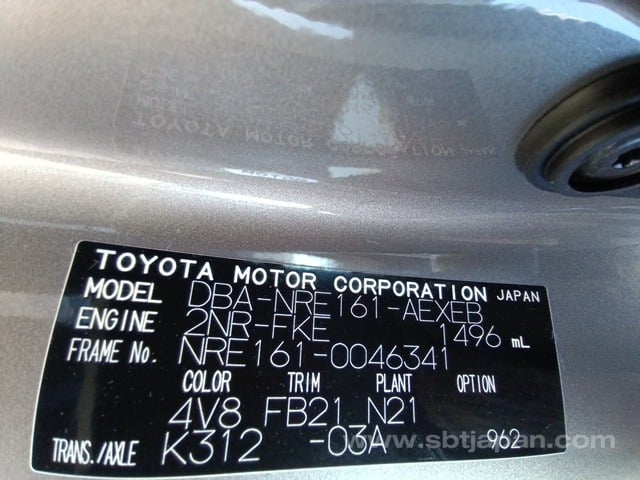 TOYOTA MOTOR CORPORATION JAPAN
MODEL DBA-NRE161-AEXEB
ENGINE 2NR-FKE 1496 mL
FRAME No. NRE161-0046341
COLOR TRIM PLANT OPTION
4V8 FB21 N21
TRANS./AXLE K312 -03A 962
www.sbtjapan.com